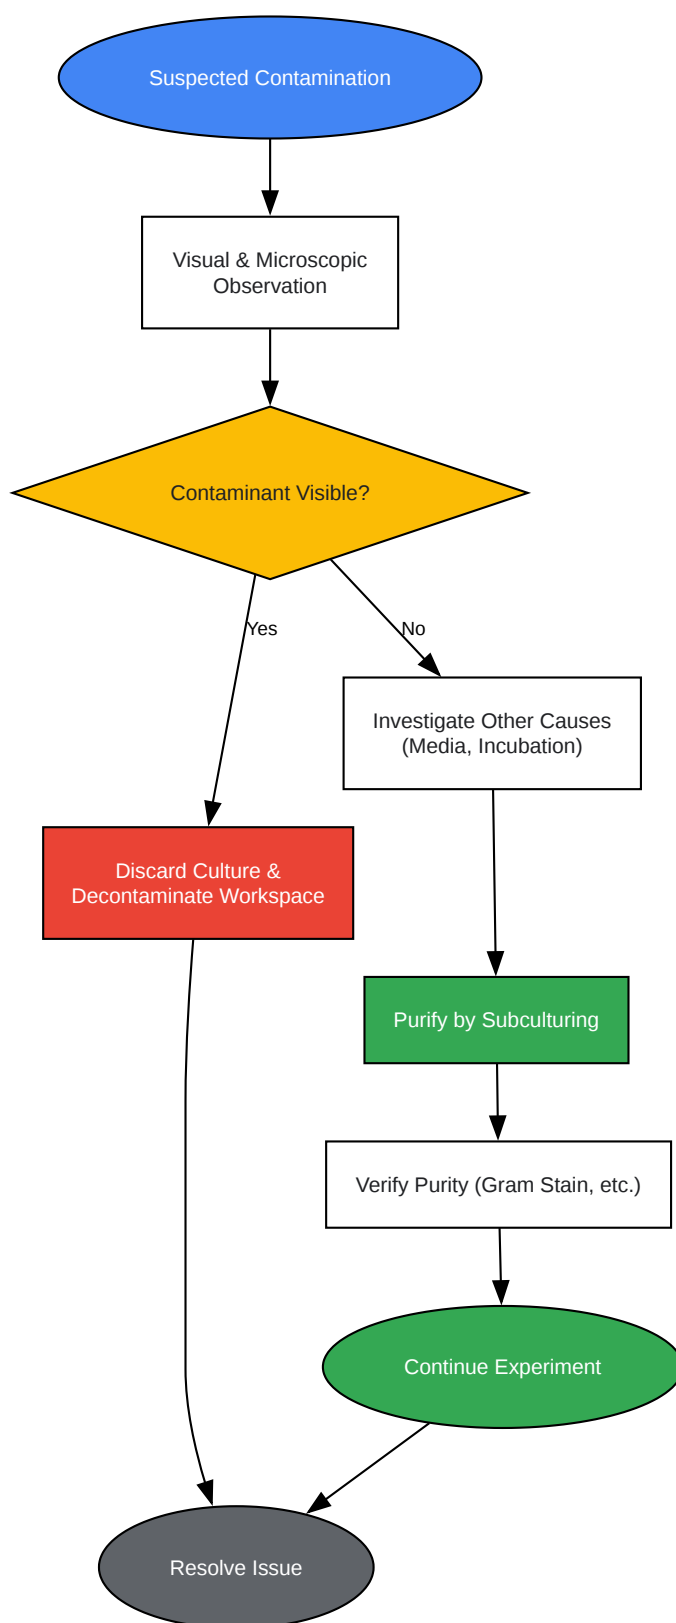 Suspected Contamination
Visual & Microscopic
Observation
Contaminant Visible?
Yes
No
Investigate Other Causes
(Media, Incubation)
Discard Culture &
Decontaminate Workspace
Purify by Subculturing
Verify Purity (Gram Stain, etc.)
Continue Experiment
Resolve Issue